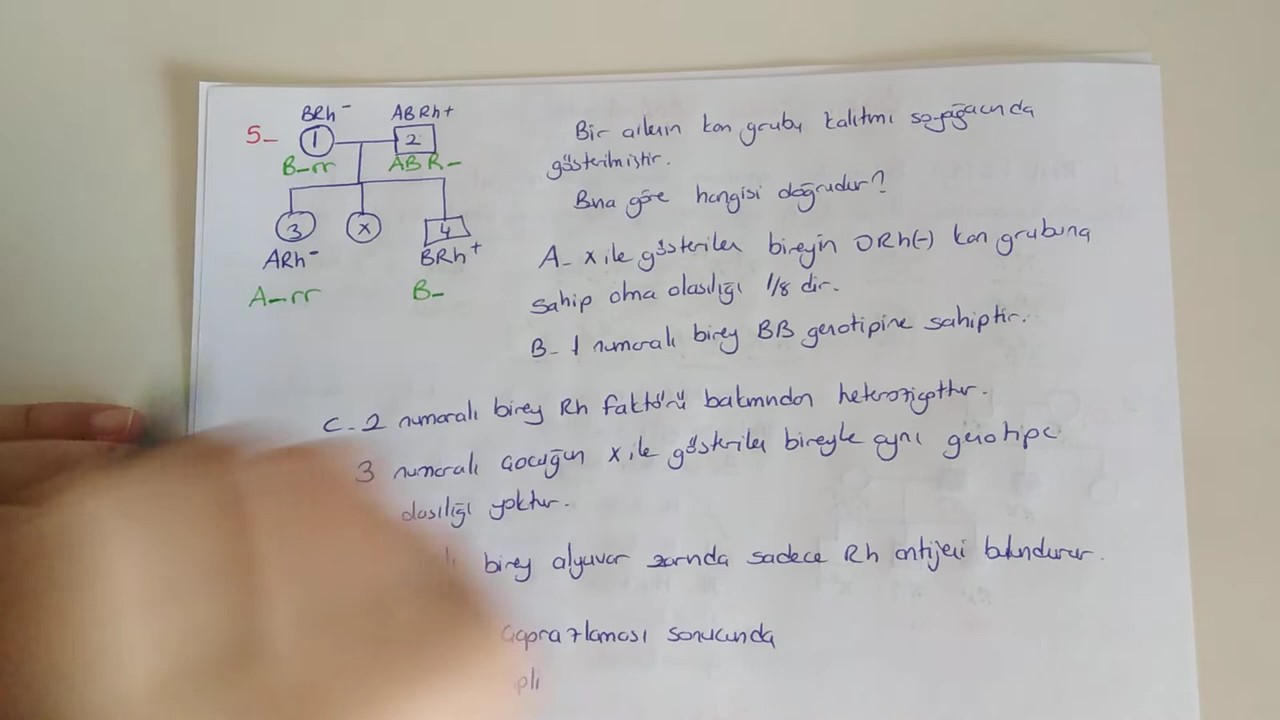 BRh⁻ ABRh+
5- 1 2
B-rr ABR-
3 x 4
ARh⁻ BRh⁺
A-rr B-
Bir ailenin kan grubu kalıtımı soyağacında
gösterilmiştir.
Buna göre hangisi doğrudur?
A- x ile gösterilen bireyin ORh(-) kan grubuna
sahip olma olasılığı 1/8 dir.
B- 1 numaralı birey BB genotipine sahiptir.
C- 2 numaralı birey Rh faktörü bakımından heterozigottur.
3 numaralı çocuğun x ile gösterilen bireyle aynı genotipe
olasılığı yoktur.
birey alyuvar zarında sadece Rh antijeni bulundurur.
çaprazlaması sonucunda